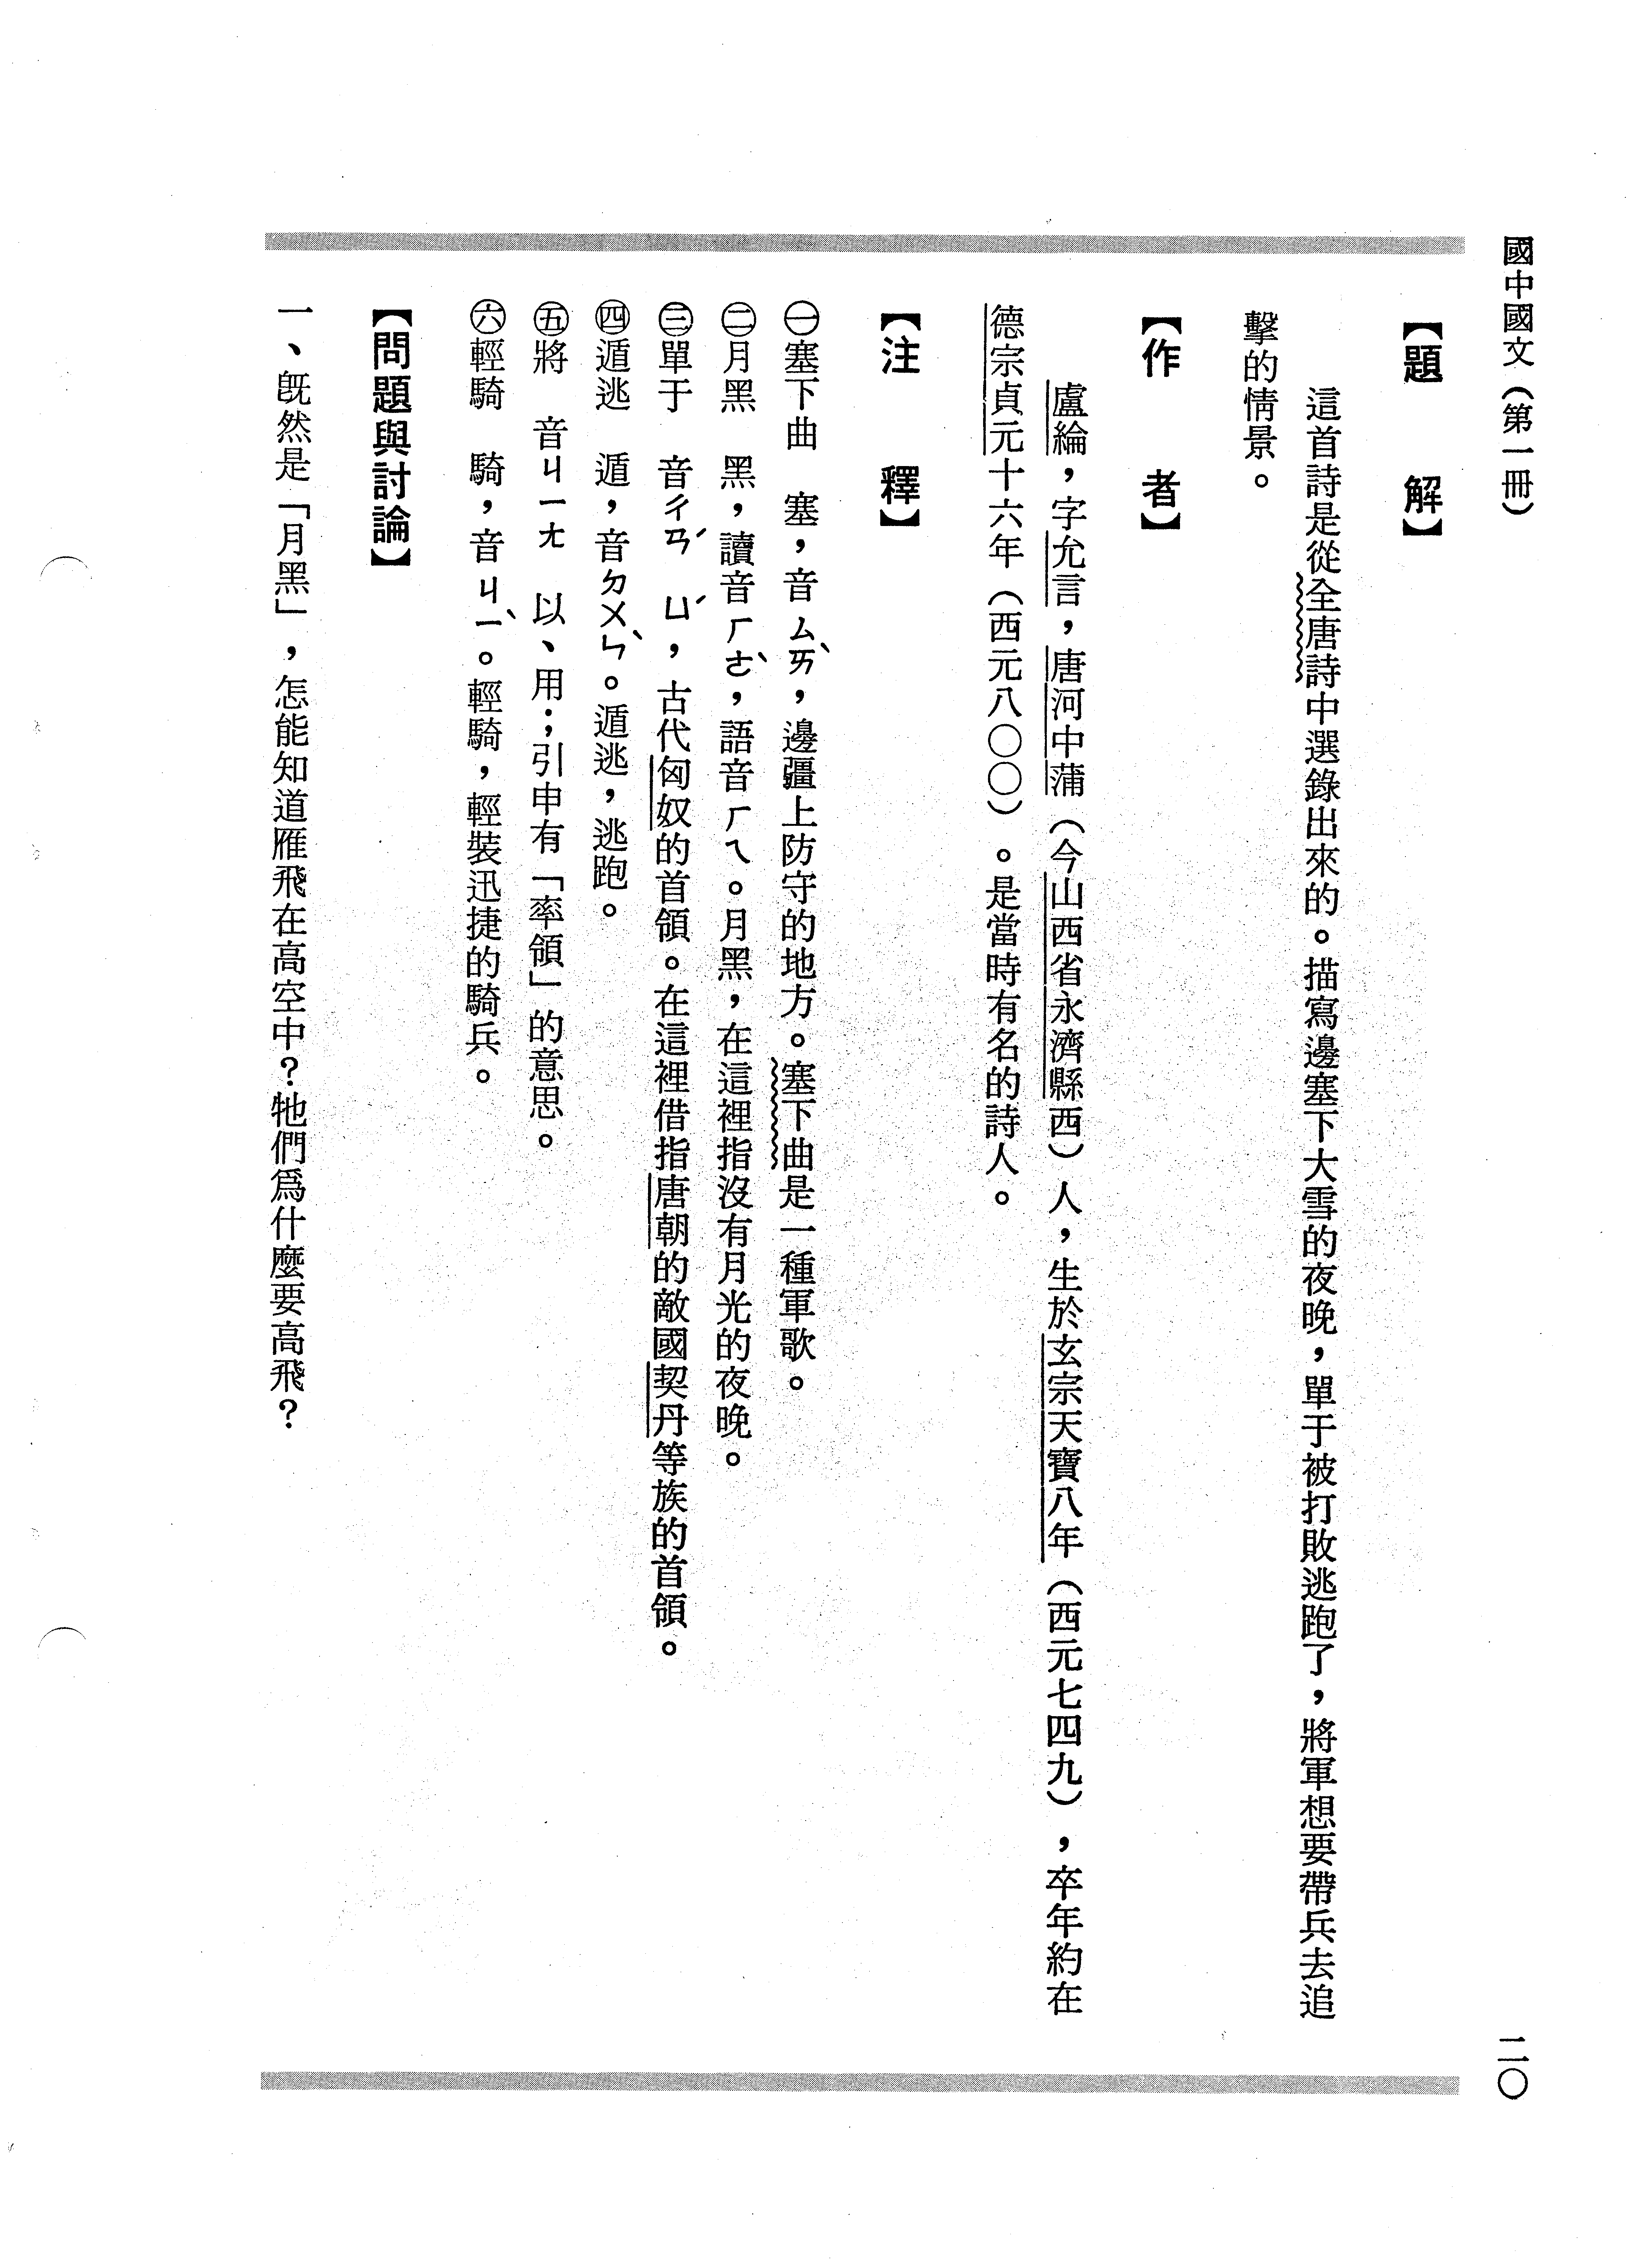 國中國文（第一冊）
二〇
【題　解】
這首詩是從全唐詩中選錄出來的。描寫邊塞下大雪的夜晚，單于被打敗逃跑了，將軍想要帶兵去追
擊的情景。
【作　者】
盧綸，字允言，唐河中蒲（今山西省永濟縣西）人，生於玄宗天寶八年（西元七四九），卒年約在
德宗貞元十六年（西元八〇〇）。是當時有名的詩人。
【注　釋】
㊀塞下曲　塞，音ㄙㄞˋ，邊疆上防守的地方。塞下曲是一種軍歌。
㊁月黑　黑，讀音ㄏㄜˋ，語音ㄏㄟ。月黑，在這裡指沒有月光的夜晚。
㊂單于　音ㄔㄢˊ ㄩˊ，古代匈奴的首領。在這裡借指唐朝的敵國契丹等族的首領。
㊃遁逃　遁，音ㄉㄨㄣˋ。遁逃，逃跑。
㊄將　音ㄐㄧㄤ　以、用；引申有「率領」的意思。
㊅輕騎　騎，音ㄐㄧˋ。輕騎，輕裝迅捷的騎兵。
【問題與討論】
一、既然是「月黑」，怎能知道雁飛在高空中？牠們爲什麼要高飛？